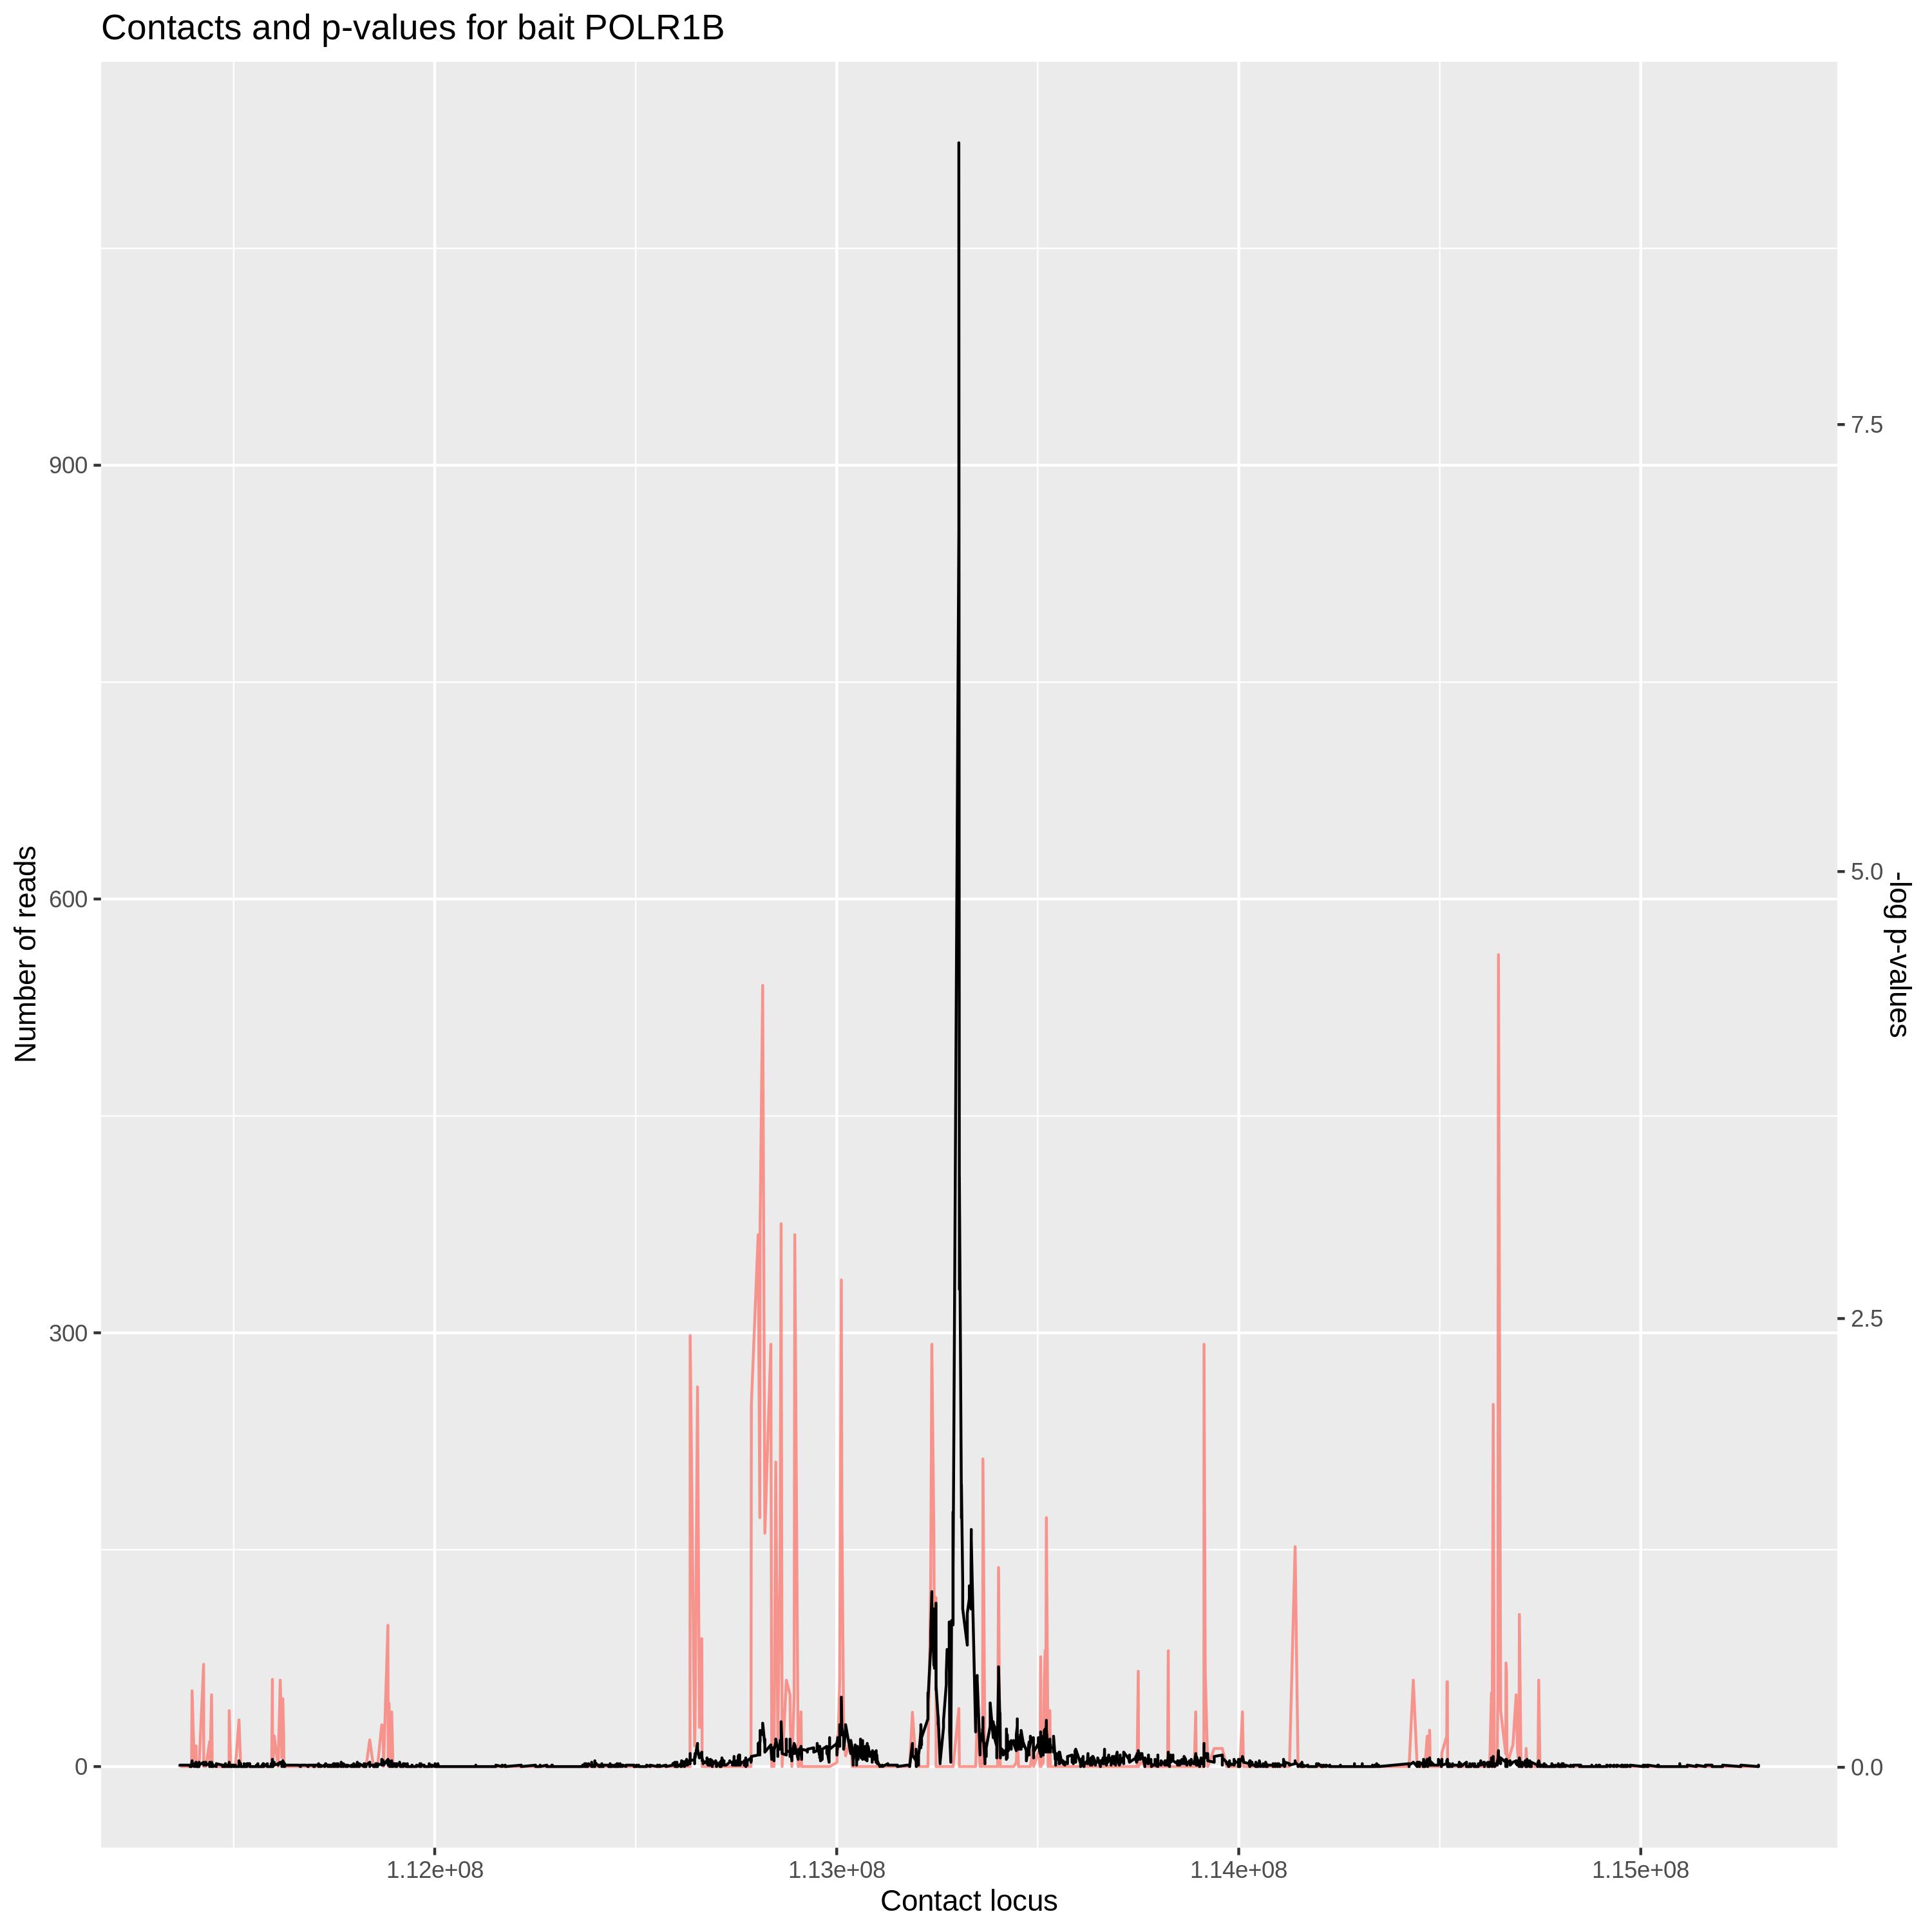 Contacts and p-values for bait POLR1B
900
600
300
0
Number of reads
7.5
5.0
2.5
0.0
-log p-values
1.12e+08
1.13e+08
1.14e+08
1.15e+08
Contact locus